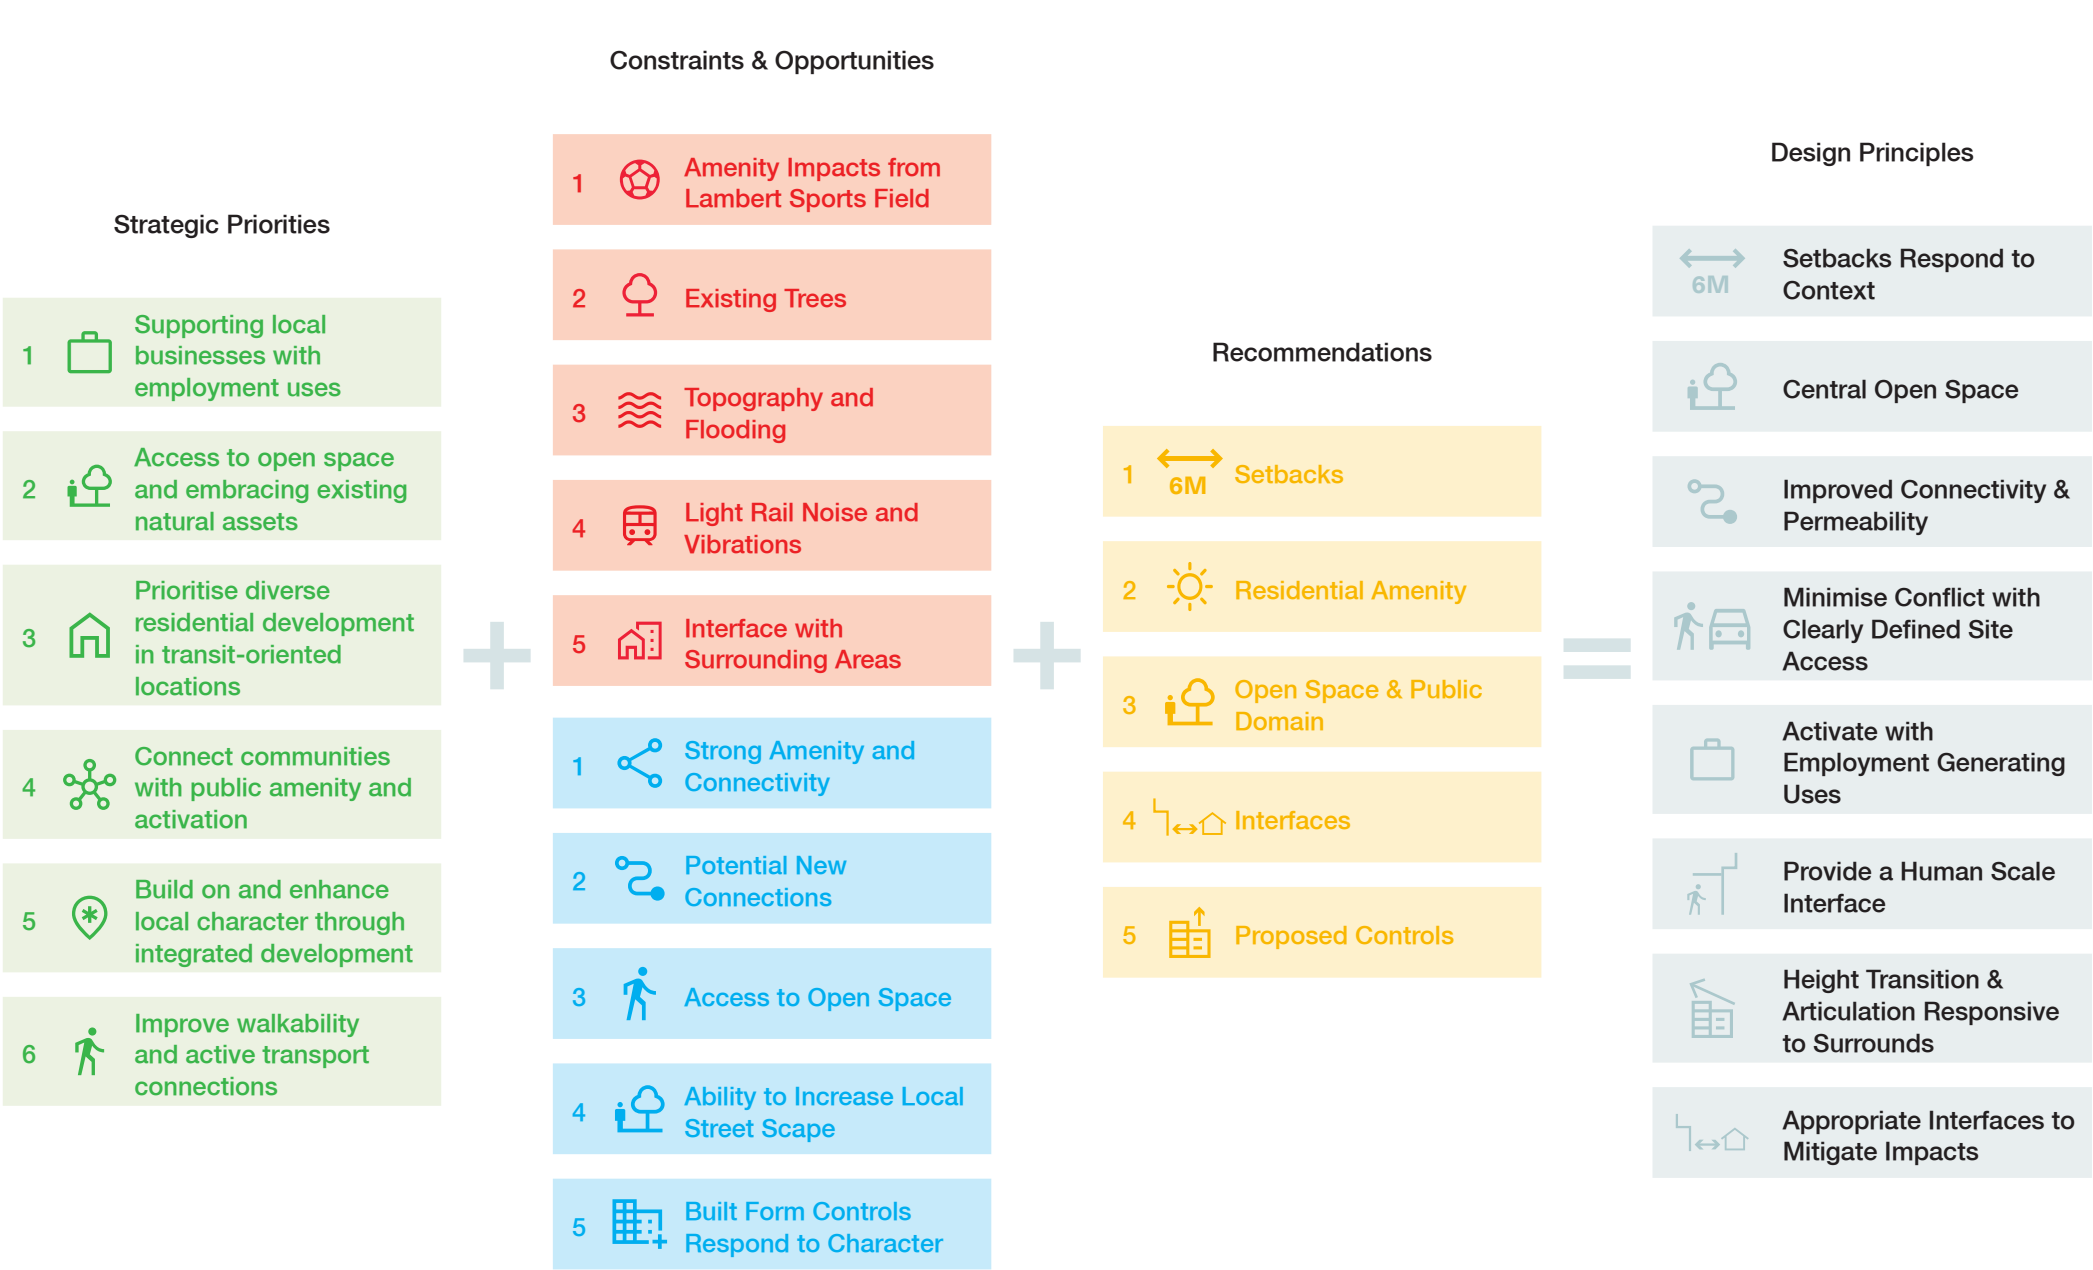 Strategic Priorities
1
Supporting local
businesses with
employment uses
2
Access to open space
and embracing existing
natural assets
3
Prioritise diverse
residential development
in transit-oriented
locations
4
Connect communities
with public amenity and
activation
5
Build on and enhance
local character through
integrated development
6
Improve walkability
and active transport
connections
+
Constraints & Opportunities
1
Amenity Impacts from
Lambert Sports Field
2
Existing Trees
3
Topography and
Flooding
4
Light Rail Noise and
Vibrations
5
Interface with
Surrounding Areas
1
Strong Amenity and
Connectivity
2
Potential New
Connections
3
Access to Open Space
4
Ability to Increase Local
Street Scape
5
Built Form Controls
Respond to Character
+
Recommendations
1
6M
Setbacks
2
Residential Amenity
3
Open Space & Public
Domain
4
Interfaces
5
Proposed Controls
=
Design Principles
6M
Setbacks Respond to
Context
Central Open Space
Improved Connectivity &
Permeability
Minimise Conflict with
Clearly Defined Site
Access
Activate with
Employment Generating
Uses
Provide a Human Scale
Interface
Height Transition &
Articulation Responsive
to Surrounds
Appropriate Interfaces to
Mitigate Impacts